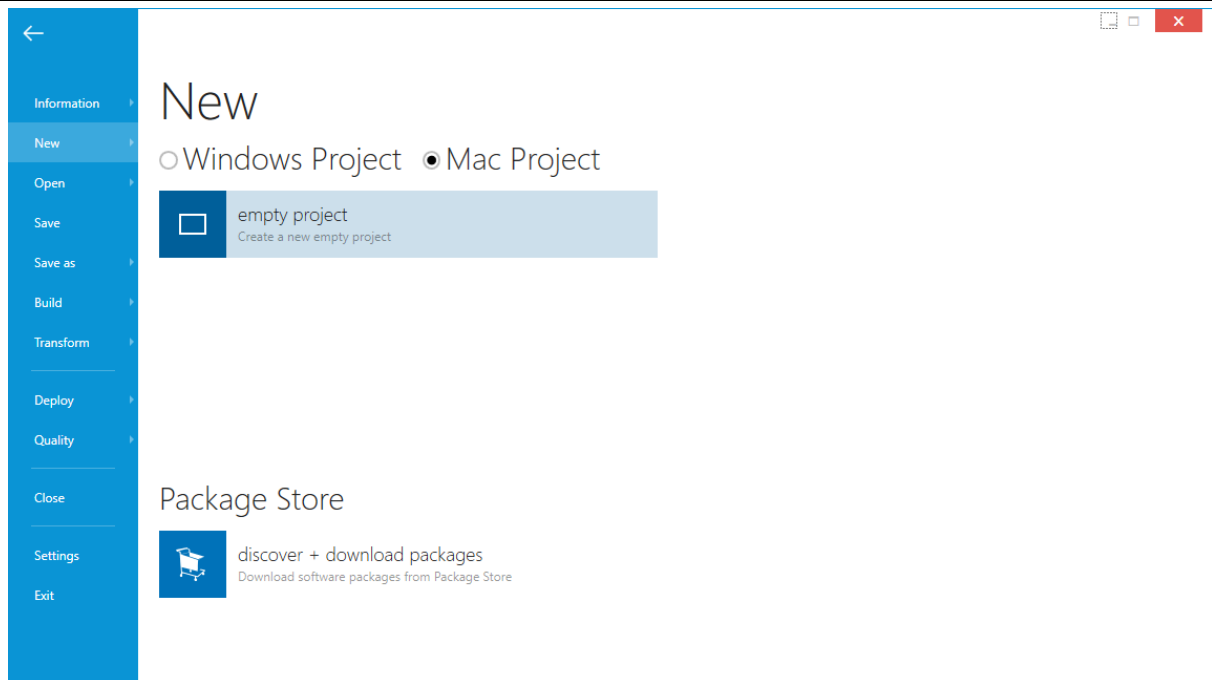 Information
New
Open
Save
Save as
Build
Transform
Deploy
Quality
Close
Settings
Exit
New
Windows Project Mac Project
empty project
Create a new empty project
Package Store
discover + download packages
Download software packages from Package Store